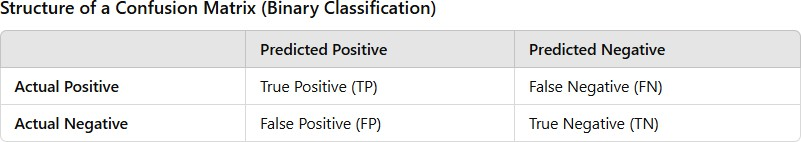 Structure of a Confusion Matrix (Binary Classification)
Predicted Positive Predicted Negative
Actual Positive True Positive (TP) False Negative (FN)
Actual Negative False Positive (FP) True Negative (TN)